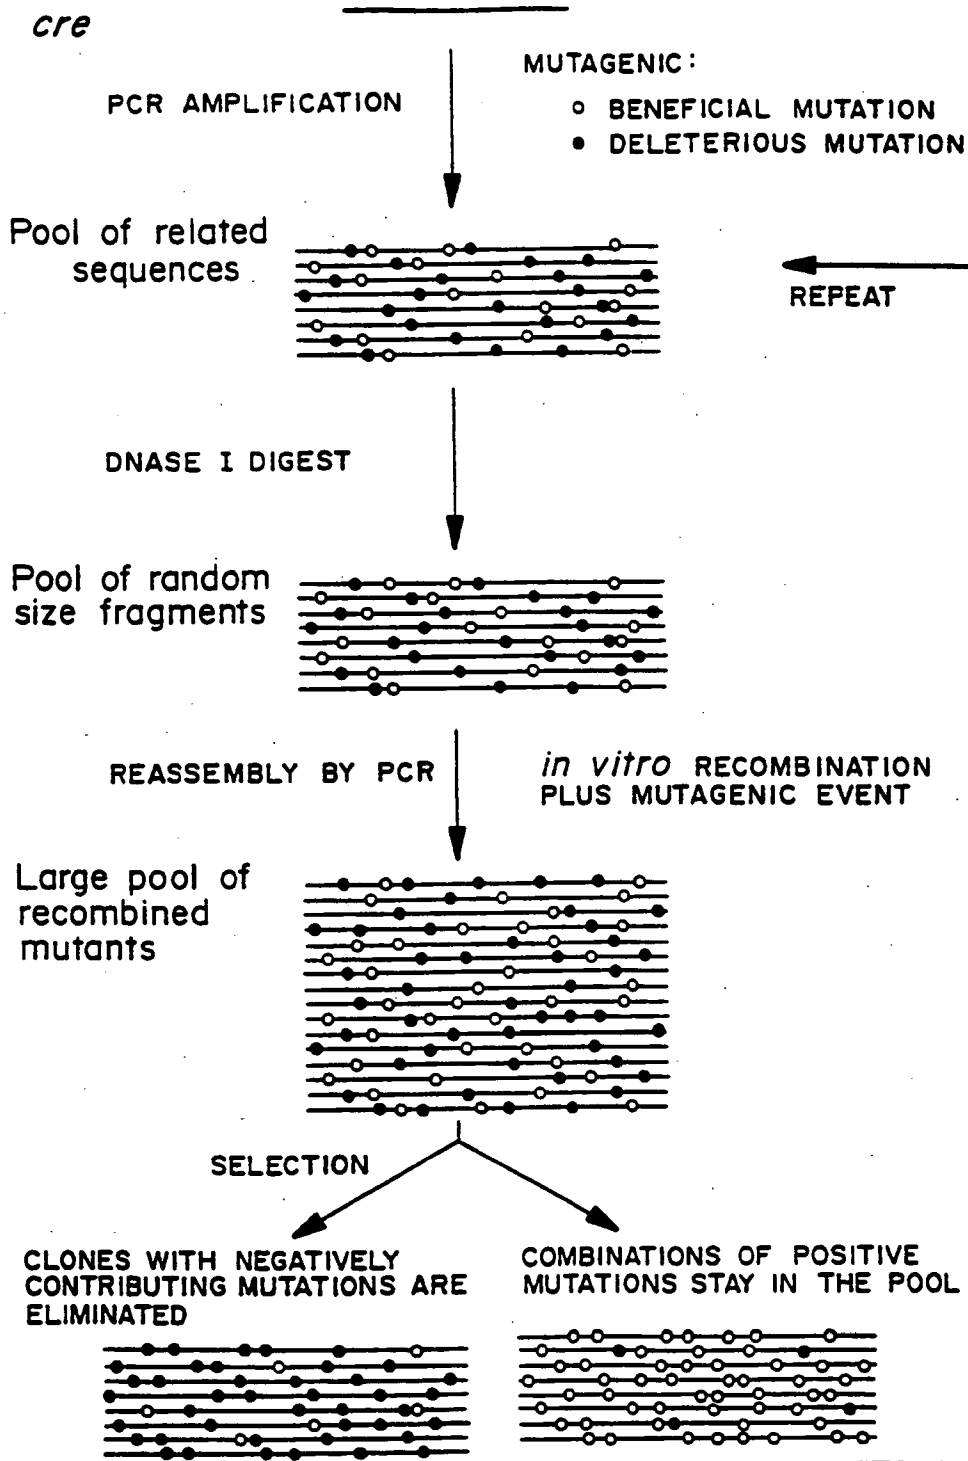 cre
PCR AMPLIFICATION
MUTAGENIC:
BENEFICIAL MUTATION
DELETERIOUS MUTATION
Pool of related
sequences
REPEAT
DNASE I DIGEST
Pool of random
size fragments
REASSEMBLY BY PCR
in vitro RECOMBINATION
PLUS MUTAGENIC EVENT
Large pool of
recombined
mutants
SELECTION
CLONES WITH NEGATIVELY
CONTRIBUTING MUTATIONS ARE
ELIMINATED
COMBINATIONS OF POSITIVE
MUTATIONS STAY IN THE POOL